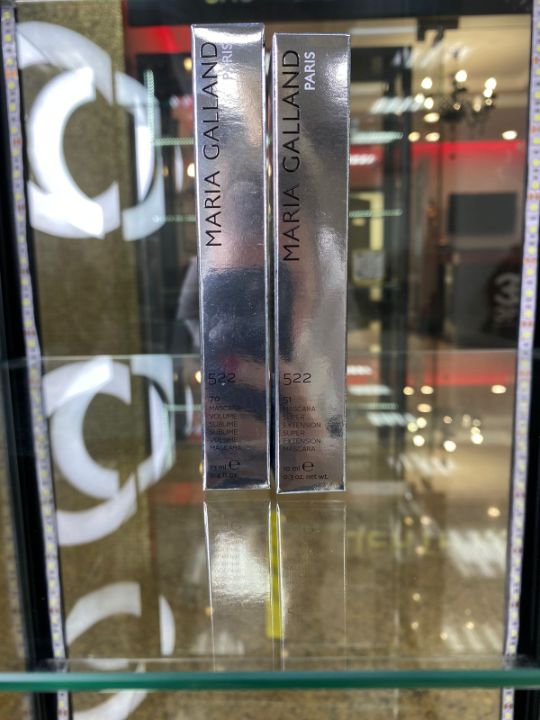 MARIA GALLAND
PARIS
522
70
MASCARA
VOLUME
SUBLIME
SUBLIME
VOLUME
MASCARA
MARIA GALLAND
PARIS
522
51
MASCARA
SUPER
EXTENSION
SUPER
EXTENSION
MASCARA
10 ml e
0.3 oz. net wt.